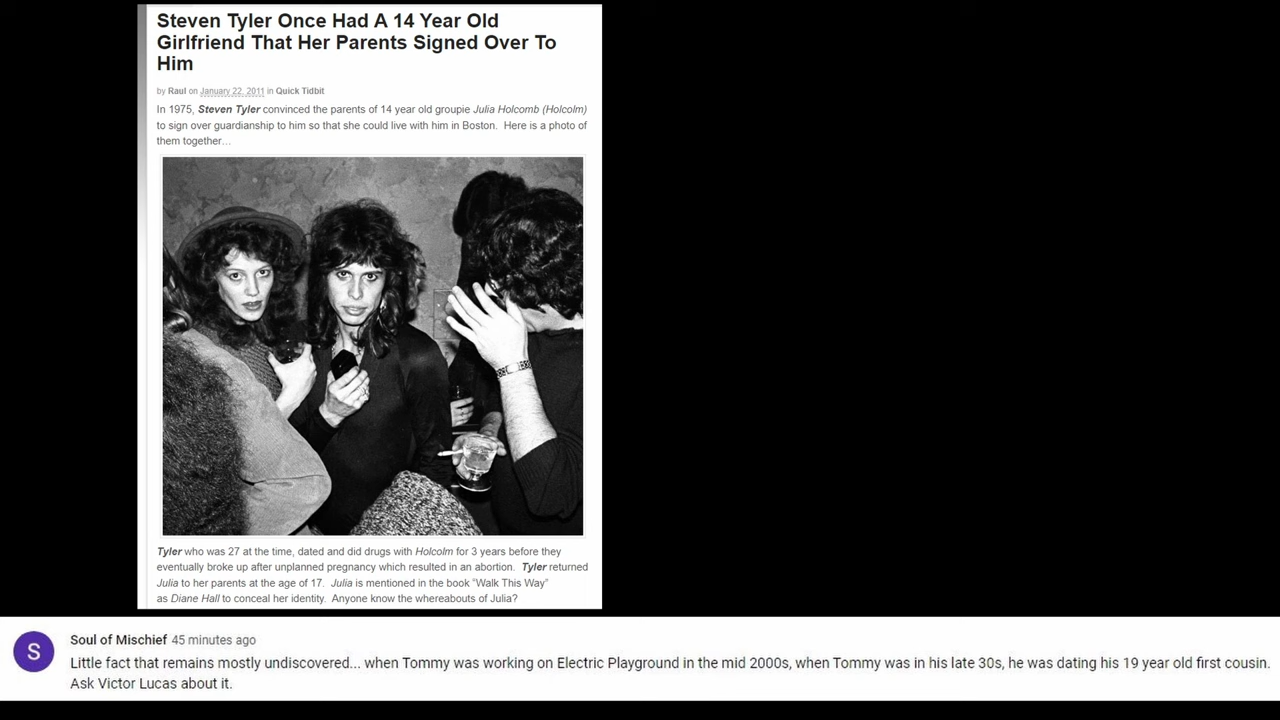 Steven Tyler Once Had A 14 Year Old
Girlfriend That Her Parents Signed Over To
Him
by Raul on January 22, 2011 in Quick Tidbit
In 1975, Steven Tyler convinced the parents of 14 year old groupie Julia Holcomb (Holcolm)
to sign over guardianship to him so that she could live with him in Boston. Here is a photo of
them together…
Tyler who was 27 at the time, dated and did drugs with Holcolm for 3 years before they
eventually broke up after unplanned pregnancy which resulted in an abortion. Tyler returned
Julia to her parents at the age of 17. Julia is mentioned in the book “Walk This Way”
as Diane Hall to conceal her identity. Anyone know the whereabouts of Julia?
S
Soul of Mischief 45 minutes ago
Little fact that remains mostly undiscovered... when Tommy was working on Electric Playground in the mid 2000s, when Tommy was in his late 30s, he was dating his 19 year old first cousin.
Ask Victor Lucas about it.